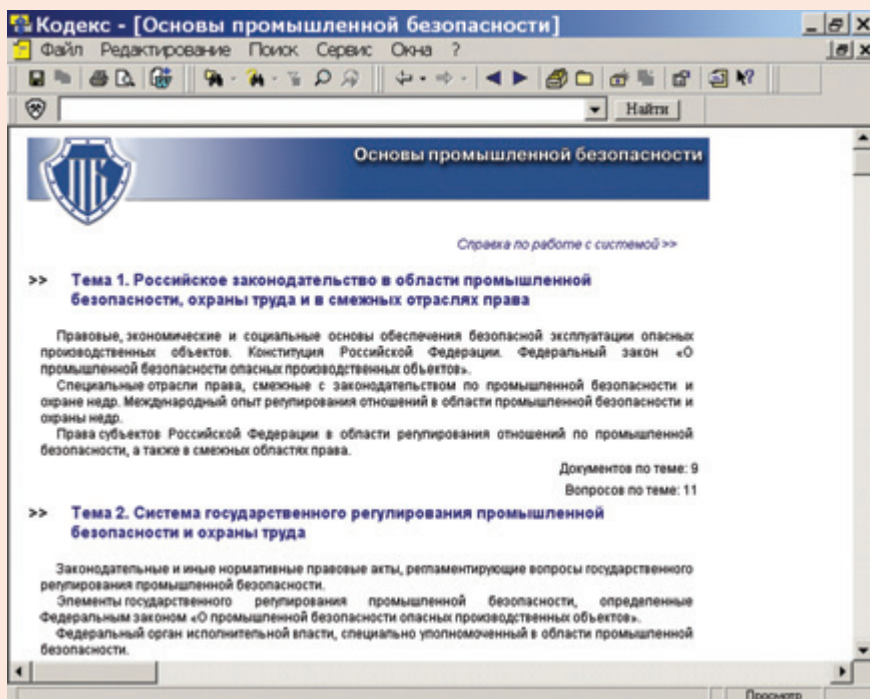 Кодекс - [Основы промышленной безопасности]
Файл Редактирование Поиск Сервис Окна ?
Найти
ПБ
Основы промышленной безопасности
Справка по работе с системой >>
>> Тема 1. Российское законодательство в области промышленной
безопасности, охраны труда и в смежных отраслях права
Правовые, экономические и социальные основы обеспечения безопасной эксплуатации опасных
производственных объектов. Конституция Российской Федерации. Федеральный закон «О
промышленной безопасности опасных производственных объектов».
Специальные отрасли права, смежные с законодательством по промышленной безопасности и
охране недр. Международный опыт регулирования отношений в области промышленной безопасности и
охраны недр.
Права субъектов Российской Федерации в области регулирования отношений по промышленной
безопасности, а также в смежных областях права.
Документов по теме: 9
Вопросов по теме: 11
>> Тема 2. Система государственного регулирования промышленной
безопасности и охраны труда
Законодательные и иные нормативные правовые акты, регламентирующие вопросы государственного
регулирования промышленной безопасности.
Элементы государственного регулирования промышленной безопасности, определенные
Федеральным законом «О промышленной безопасности опасных производственных объектов».
Федеральный орган исполнительной власти, специально уполномоченный в области промышленной
безопасности.
Просмотр